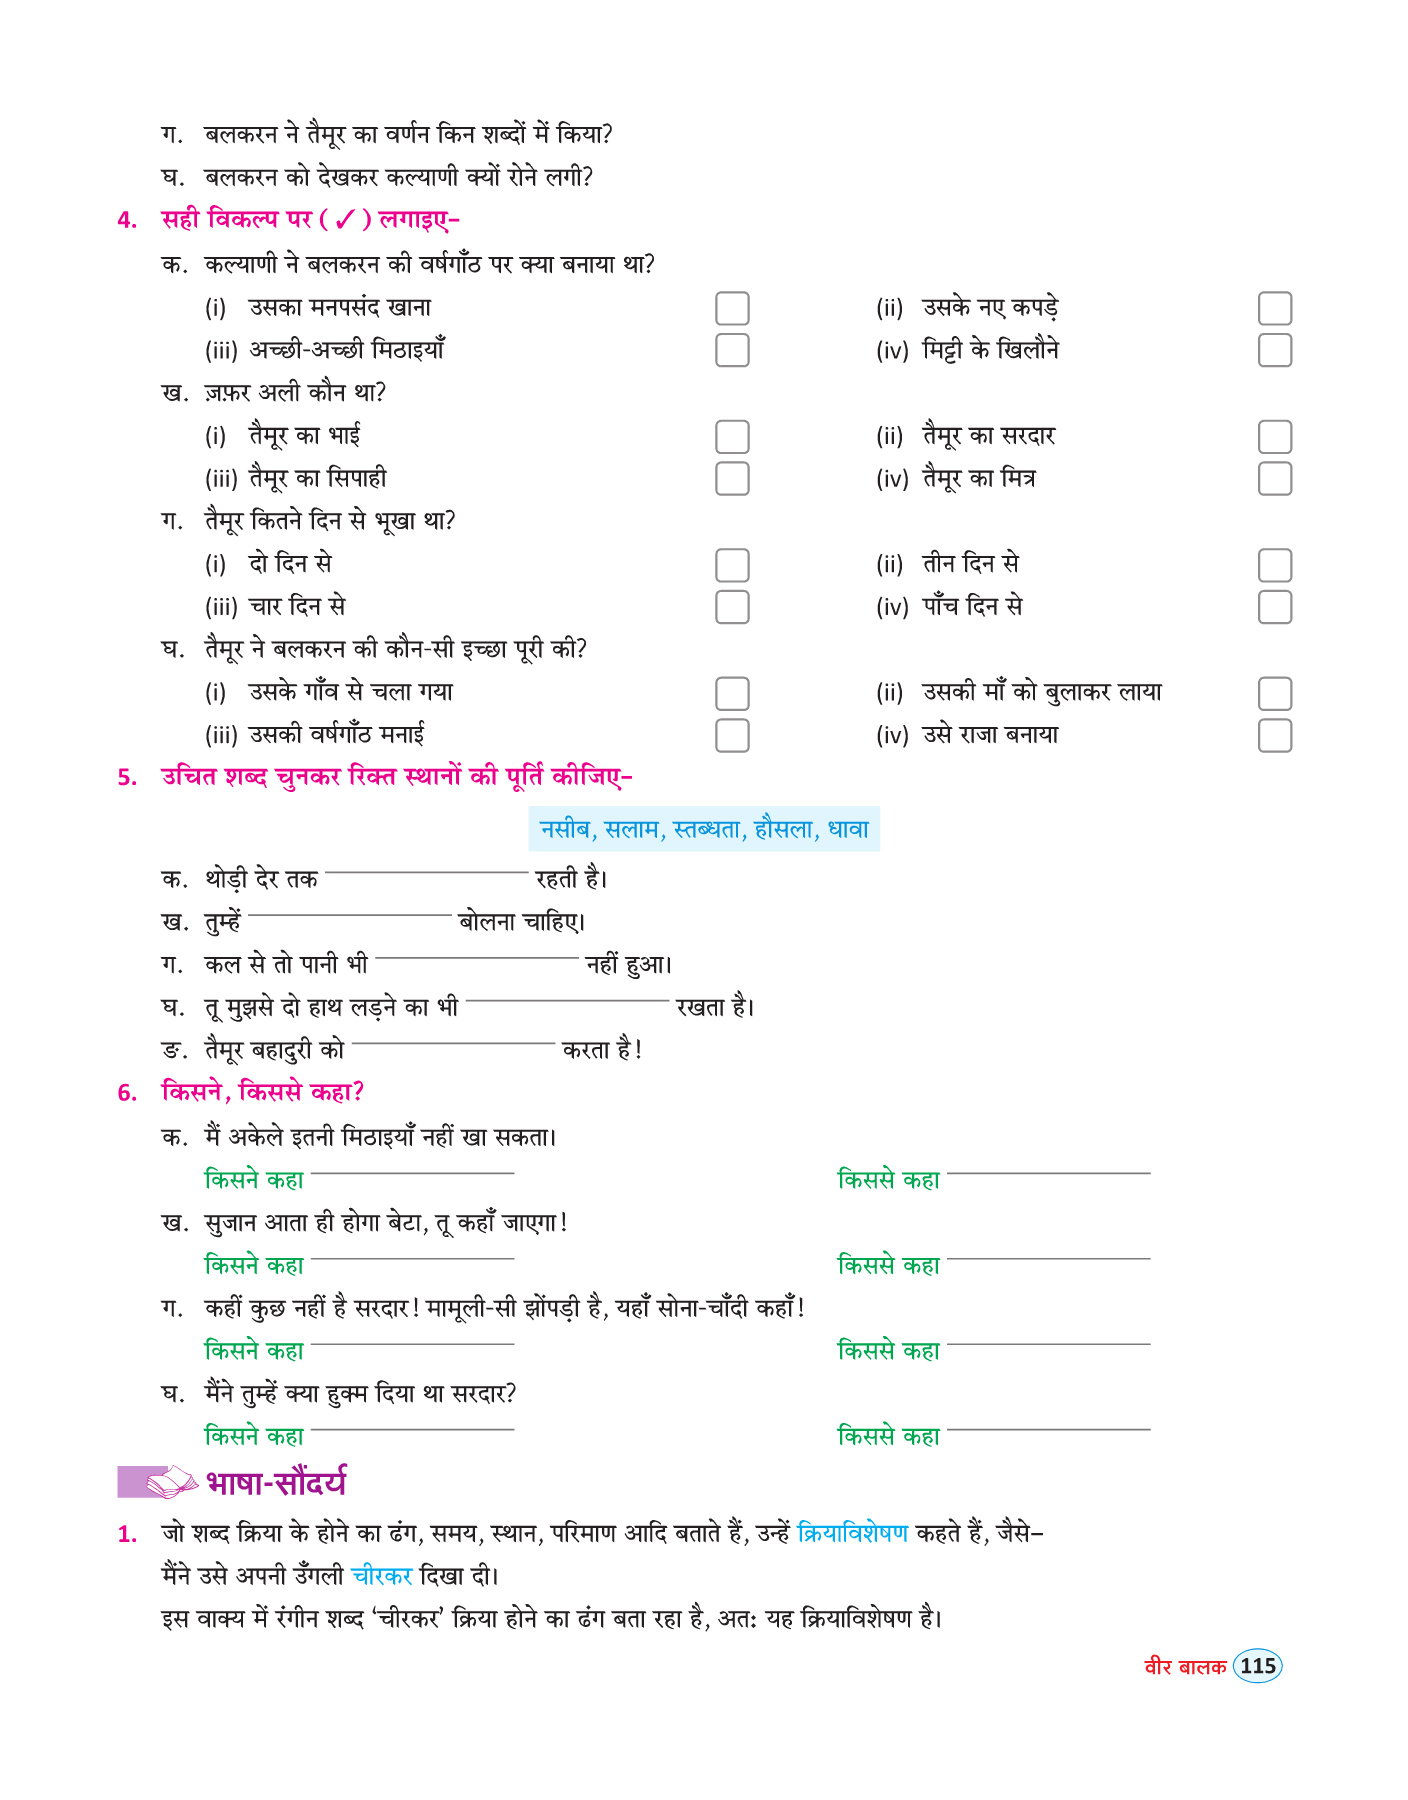 ग. बलकरन ने तैमूर का वर्णन किन शब्दों में किया?
घ. बलकरन को देखकर कल्याणी क्यों रोने लगी?
4. सही विकल्प पर (✓) लगाइए–
क. कल्याणी ने बलकरन की वर्षगाँठ पर क्या बनाया था?
(i) उसका मनपसंद खाना (ii) उसके नए कपड़े
(iii) अच्छी-अच्छी मिठाइयाँ (iv) मिट्टी के खिलौने
ख. ज़फ़र अली कौन था?
(i) तैमूर का भाई (ii) तैमूर का सरदार
(iii) तैमूर का सिपाही (iv) तैमूर का मित्र
ग. तैमूर कितने दिन से भूखा था?
(i) दो दिन से (ii) तीन दिन से
(iii) चार दिन से (iv) पाँच दिन से
घ. तैमूर ने बलकरन की कौन-सी इच्छा पूरी की?
(i) उसके गाँव से चला गया (ii) उसकी माँ को बुलाकर लाया
(iii) उसकी वर्षगाँठ मनाई (iv) उसे राजा बनाया
5. उचित शब्द चुनकर रिक्त स्थानों की पूर्ति कीजिए–
नसीब, सलाम, स्तब्धता, हौसला, धावा
क. थोड़ी देर तक ____________ रहती है।
ख. तुम्हें ____________ बोलना चाहिए।
ग. कल से तो पानी भी ____________ नहीं हुआ।
घ. तू मुझसे दो हाथ लड़ने का भी ____________ रखता है।
ङ. तैमूर बहादुरी को ____________ करता है!
6. किसने, किससे कहा?
क. मैं अकेले इतनी मिठाइयाँ नहीं खा सकता।
किसने कहा ____________ किससे कहा ____________
ख. सुजान आता ही होगा बेटा, तू कहाँ जाएगा!
किसने कहा ____________ किससे कहा ____________
ग. कहीं कुछ नहीं है सरदार! मामूली-सी झोंपड़ी है, यहाँ सोना-चाँदी कहाँ!
किसने कहा ____________ किससे कहा ____________
घ. मैंने तुम्हें क्या हुक्म दिया था सरदार?
किसने कहा ____________ किससे कहा ____________
भाषा-सौंदर्य
1. जो शब्द क्रिया के होने का ढंग, समय, स्थान, परिमाण आदि बताते हैं, उन्हें क्रियाविशेषण कहते हैं, जैसे–
मैंने उसे अपनी उँगली चीरकर दिखा दी।
इस वाक्य में रंगीन शब्द ‘चीरकर’ क्रिया होने का ढंग बता रहा है, अतः यह क्रियाविशेषण है।
वीर बालक 115